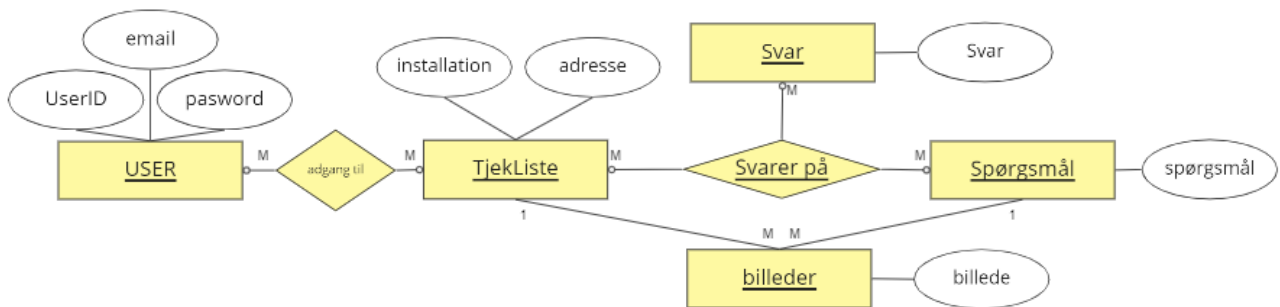 email
UserID
pasword
USER
M
adgang til
M
installation
adresse
TjekListe
M
Svar
Svar
M
Svarer på
M
Spørgsmål
spørgsmål
1
1
M
M
billeder
billede